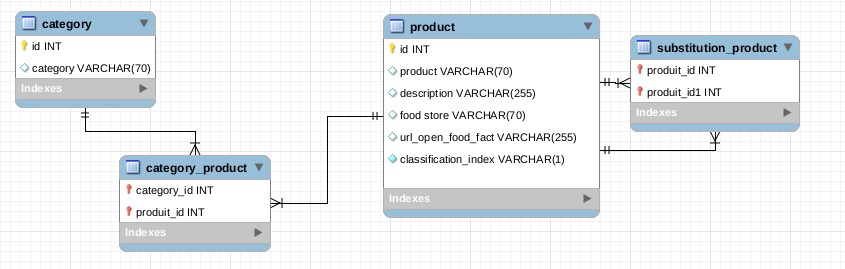 category
id INT
category VARCHAR(70)
Indexes
category_product
category_id INT
produit_id INT
Indexes
product
id INT
product VARCHAR(70)
description VARCHAR(255)
food store VARCHAR(70)
url_open_food_fact VARCHAR(255)
classification_index VARCHAR(1)
Indexes
substitution_product
produit_id INT
produit_id1 INT
Indexes